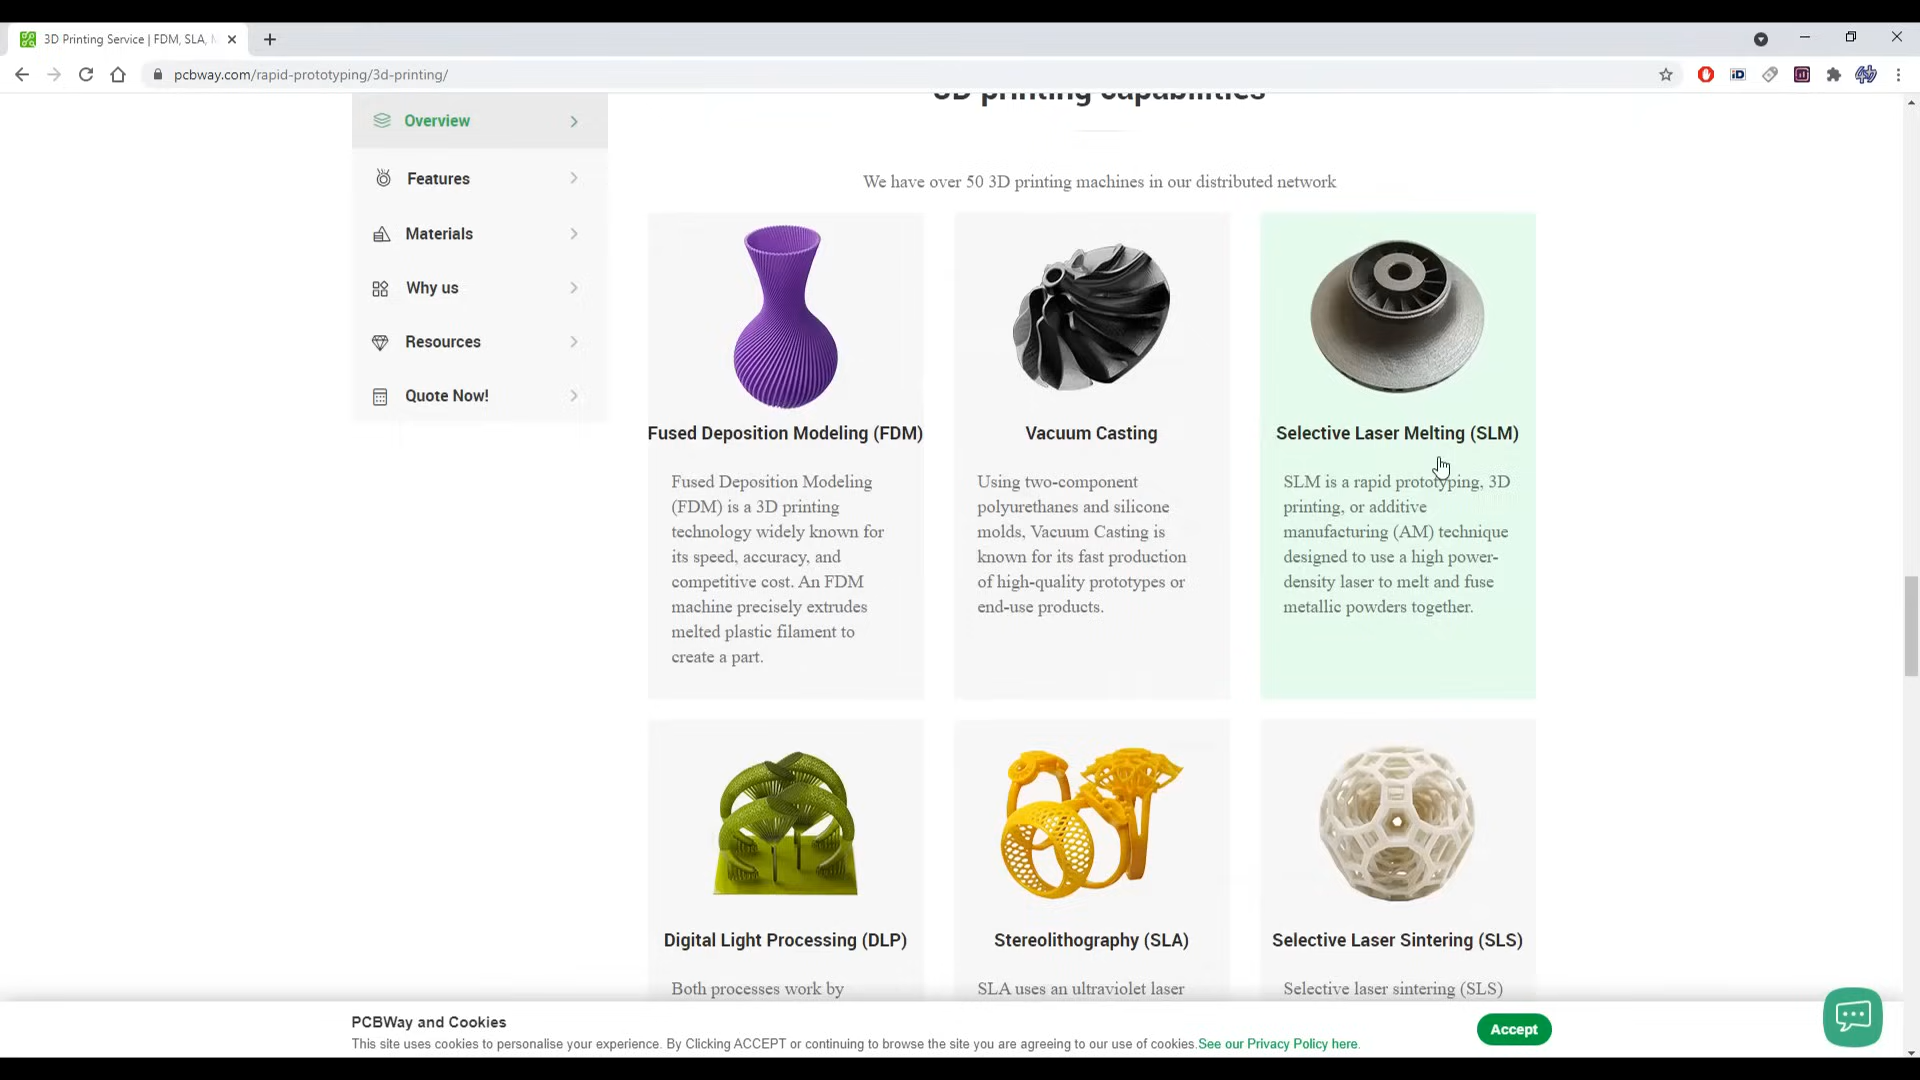 3D Printing Service | FDM, SLA,
pcbway.com/rapid-prototyping/3d-printing/
iD
3D printing capabilities
Overview
Features
Materials
Why us
Resources
Quote Now!
We have over 50 3D printing machines in our distributed network
Fused Deposition Modeling (FDM)
Fused Deposition Modeling
(FDM) is a 3D printing
technology widely known for
its speed, accuracy, and
competitive cost. An FDM
machine precisely extrudes
melted plastic filament to
create a part.
Vacuum Casting
Using two-component
polyurethanes and silicone
molds, Vacuum Casting is
known for its fast production
of high-quality prototypes or
end-use products.
Selective Laser Melting (SLM)
SLM is a rapid prototyping, 3D
printing, or additive
manufacturing (AM) technique
designed to use a high power-
density laser to melt and fuse
metallic powders together.
Digital Light Processing (DLP)
Both processes work by
Stereolithography (SLA)
SLA uses an ultraviolet laser
Selective Laser Sintering (SLS)
Selective laser sintering (SLS)
PCBWay and Cookies
This site uses cookies to personalise your experience. By Clicking ACCEPT or continuing to browse the site you are agreeing to our use of cookies.See our Privacy Policy here.
Accept